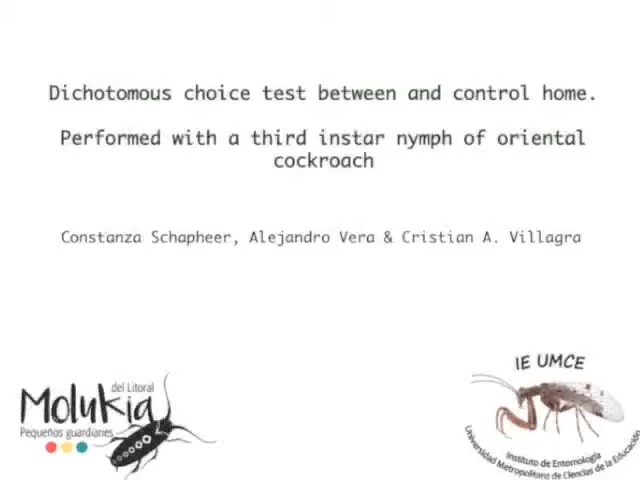 Dichotomous choice test between and control home.
Performed with a third instar nymph of oriental
cockroach
Constanza Schapheer, Alejandro Vera & Cristian A. Villagra
del Litoral
Molukia
Pequeños guardianes
IE UMCE
Instituto de Entomología
Universidad Metropolitana de Ciencias de la Educación